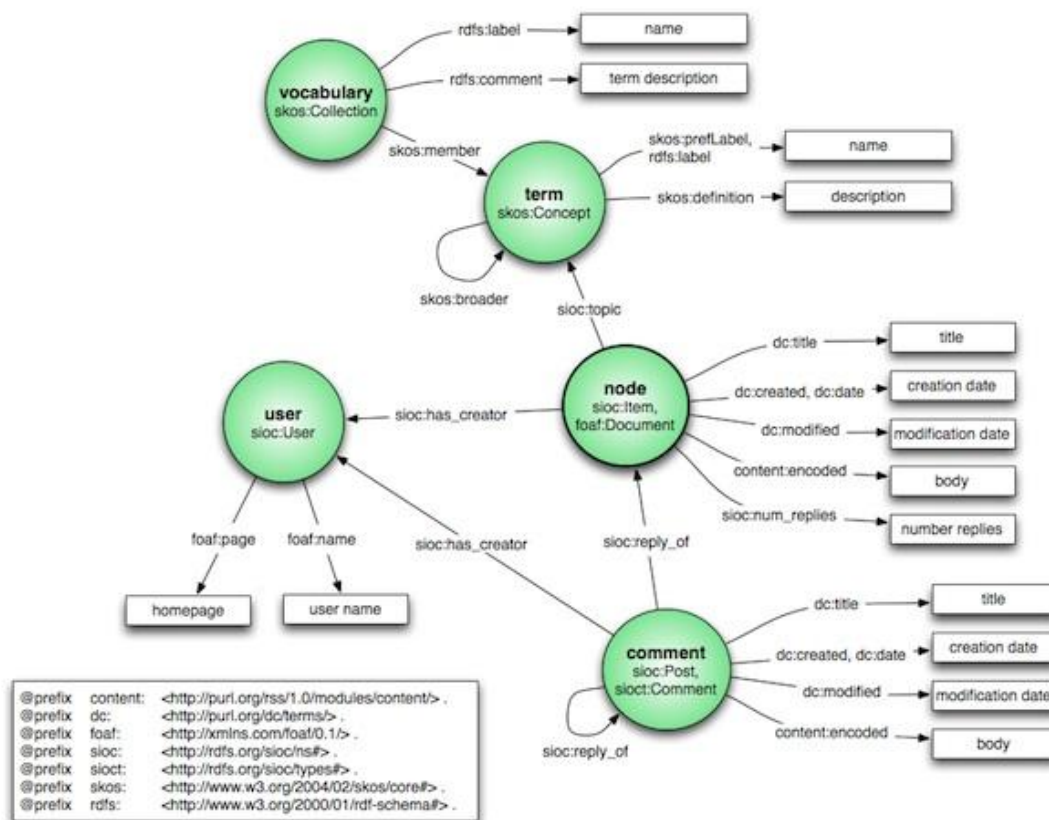 rdfs:label
name
vocabulary
skos:Collection
rdfs:comment
term description
skos:member
skos:prefLabel,
rdfs:label
name
term
skos:Concept
skos:definition
description
skos:broader
sioc:topic
dc:title
title
node
sioc:Item,
foaf:Document
dc:created, dc:date
creation date
user
sioc:User
sioc:has_creator
dc:modified
modification date
content:encoded
body
sioc:num_replies
number replies
foaf:page
foaf:name
sioc:has_creator
sioc:reply_of
homepage
user name
dc:title
title
comment
sioc:Post,
sioct:Comment
dc:created, dc:date
creation date
dc:modified
modification date
sioc:reply_of
content:encoded
body
@prefix content: <http://purl.org/rss/1.0/modules/content/> .
@prefix dc: <http://purl.org/dc/terms/> .
@prefix foaf: <http://xmlns.com/foaf/0.1/> .
@prefix sioc: <http://rdfs.org/sioc/ns#> .
@prefix sioct: <http://rdfs.org/sioc/types#> .
@prefix skos: <http://www.w3.org/2004/02/skos/core#> .
@prefix rdfs: <http://www.w3.org/2000/01/rdf-schema#> .